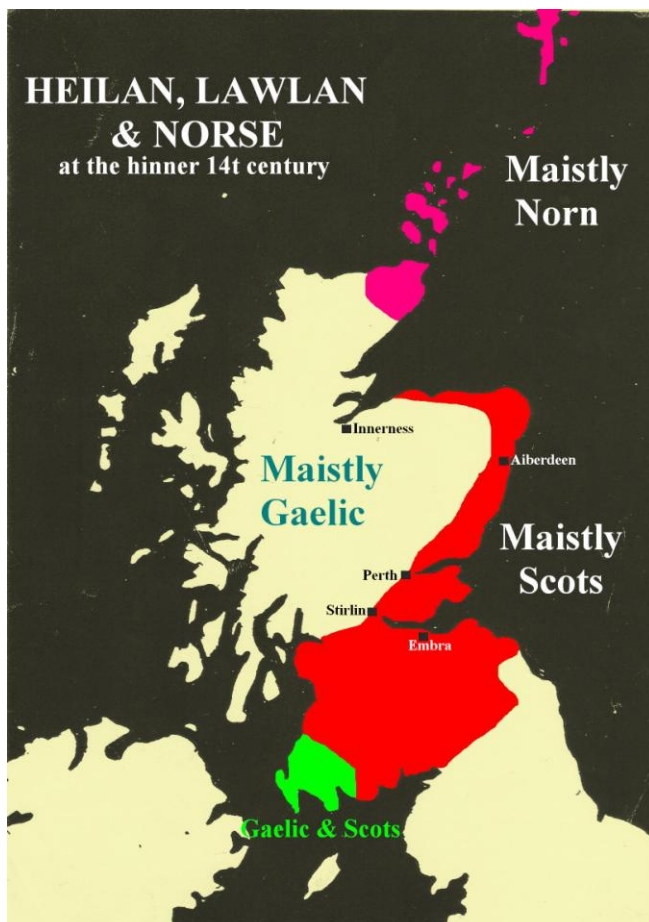 HEILAN, LAWLAN
& NORSE
at the hinner 14t century
Maistly
Norn
Innerness
Maistly
Gaelic
Aiberdeen
Maistly
Scots
Perth
Stirlin
Embra
Gaelic & Scots